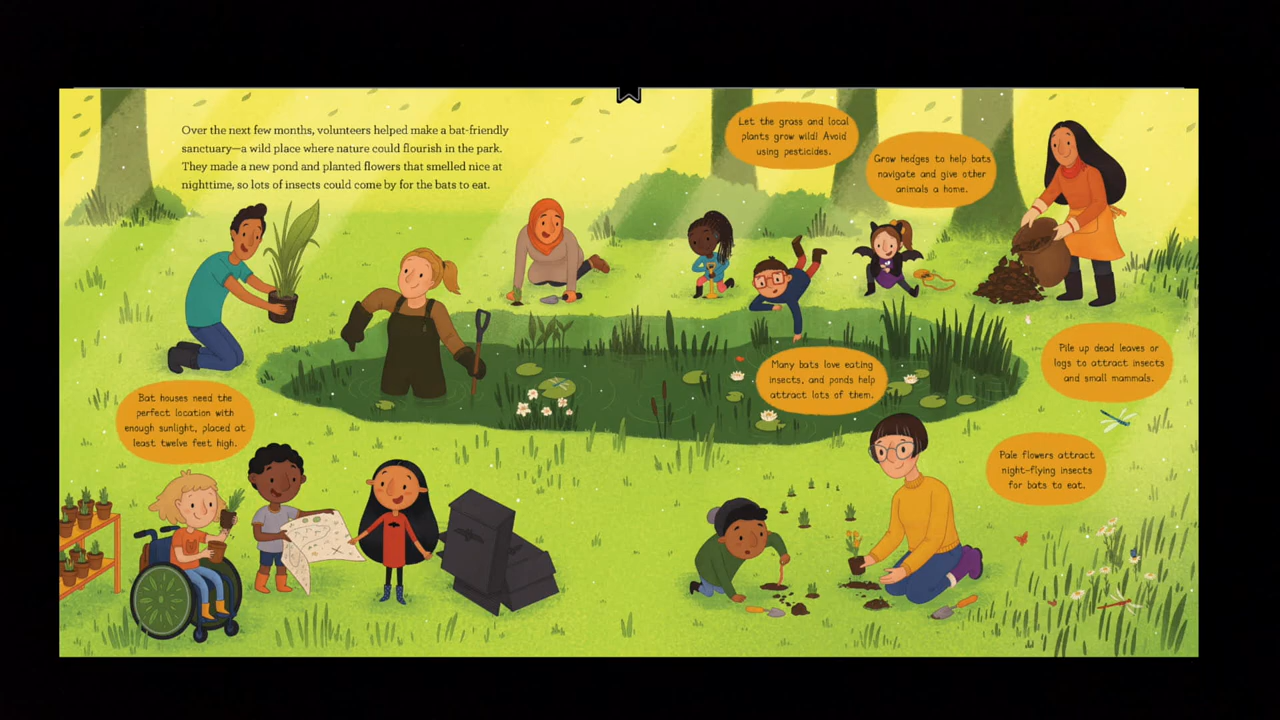 Over the next few months, volunteers helped make a bat-friendly
sanctuary—a wild place where nature could flourish in the park.
They made a new pond and planted flowers that smelled nice at
nighttime, so lots of insects could come by for the bats to eat.
Let the grass and local
plants grow wild! Avoid
using pesticides.
Grow hedges to help bats
navigate and give other
animals a home.
Many bats love eating
insects, and ponds help
attract lots of them.
Pile up dead leaves or
logs to attract insects
and small mammals.
Bat houses need the
perfect location with
enough sunlight, placed at
least twelve feet high.
Pale flowers attract
night-flying insects
for bats to eat.